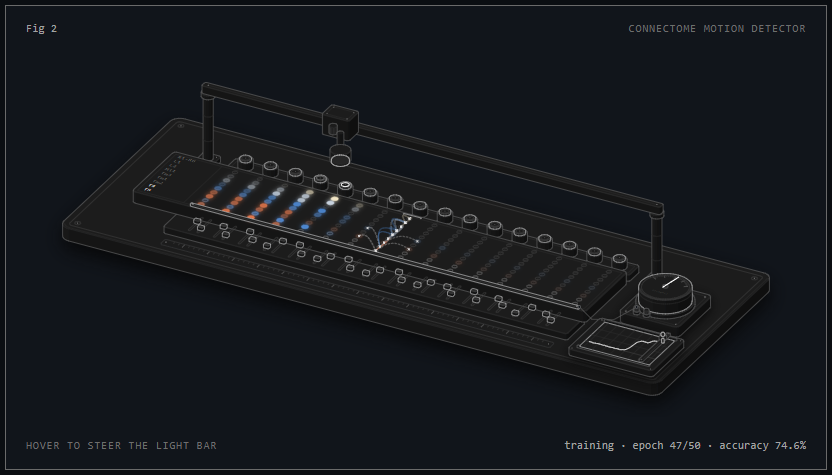 Fig 2
CONNECTOME MOTION DETECTOR
HOVER TO STEER THE LIGHT BAR
training · epoch 47/50 · accuracy 74.6%